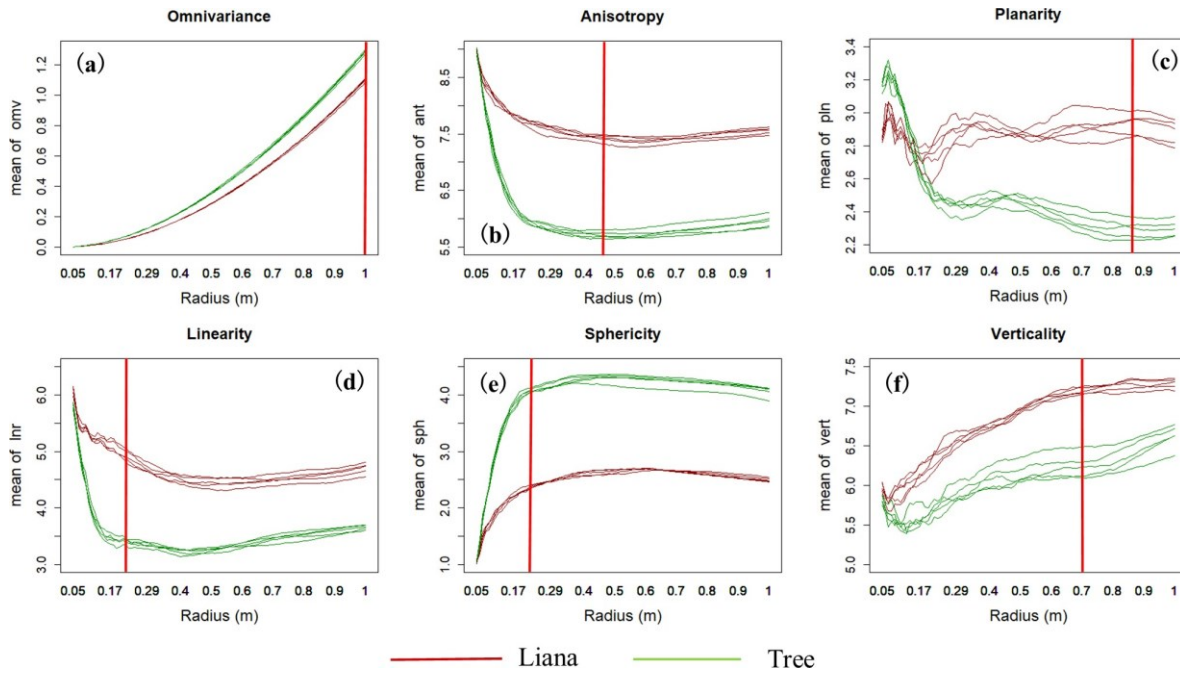 Omnivariance
(a)
mean of omv
0.0 0.2 0.4 0.6 0.8 1.0 1.2
0.05 0.17 0.29 0.4 0.5 0.6 0.7 0.8 0.9 1
Radius (m)
Anisotropy
(b)
mean of ant
5.5 6.5 7.5 8.5
0.05 0.17 0.29 0.4 0.5 0.6 0.7 0.8 0.9 1
Radius (m)
Planarity
(c)
mean of pln
2.2 2.4 2.6 2.8 3.0 3.2 3.4
0.05 0.17 0.29 0.4 0.5 0.6 0.7 0.8 0.9 1
Radius (m)
Linearity
(d)
mean of lnr
3.0 4.0 5.0 6.0
0.05 0.17 0.29 0.4 0.5 0.6 0.7 0.8 0.9 1
Radius (m)
Sphericity
(e)
mean of sph
1.0 2.0 3.0 4.0
0.05 0.17 0.29 0.4 0.5 0.6 0.7 0.8 0.9 1
Radius (m)
Verticality
(f)
mean of vert
5.0 5.5 6.0 6.5 7.0 7.5
0.05 0.17 0.29 0.4 0.5 0.6 0.7 0.8 0.9 1
Radius (m)
Liana
Tree